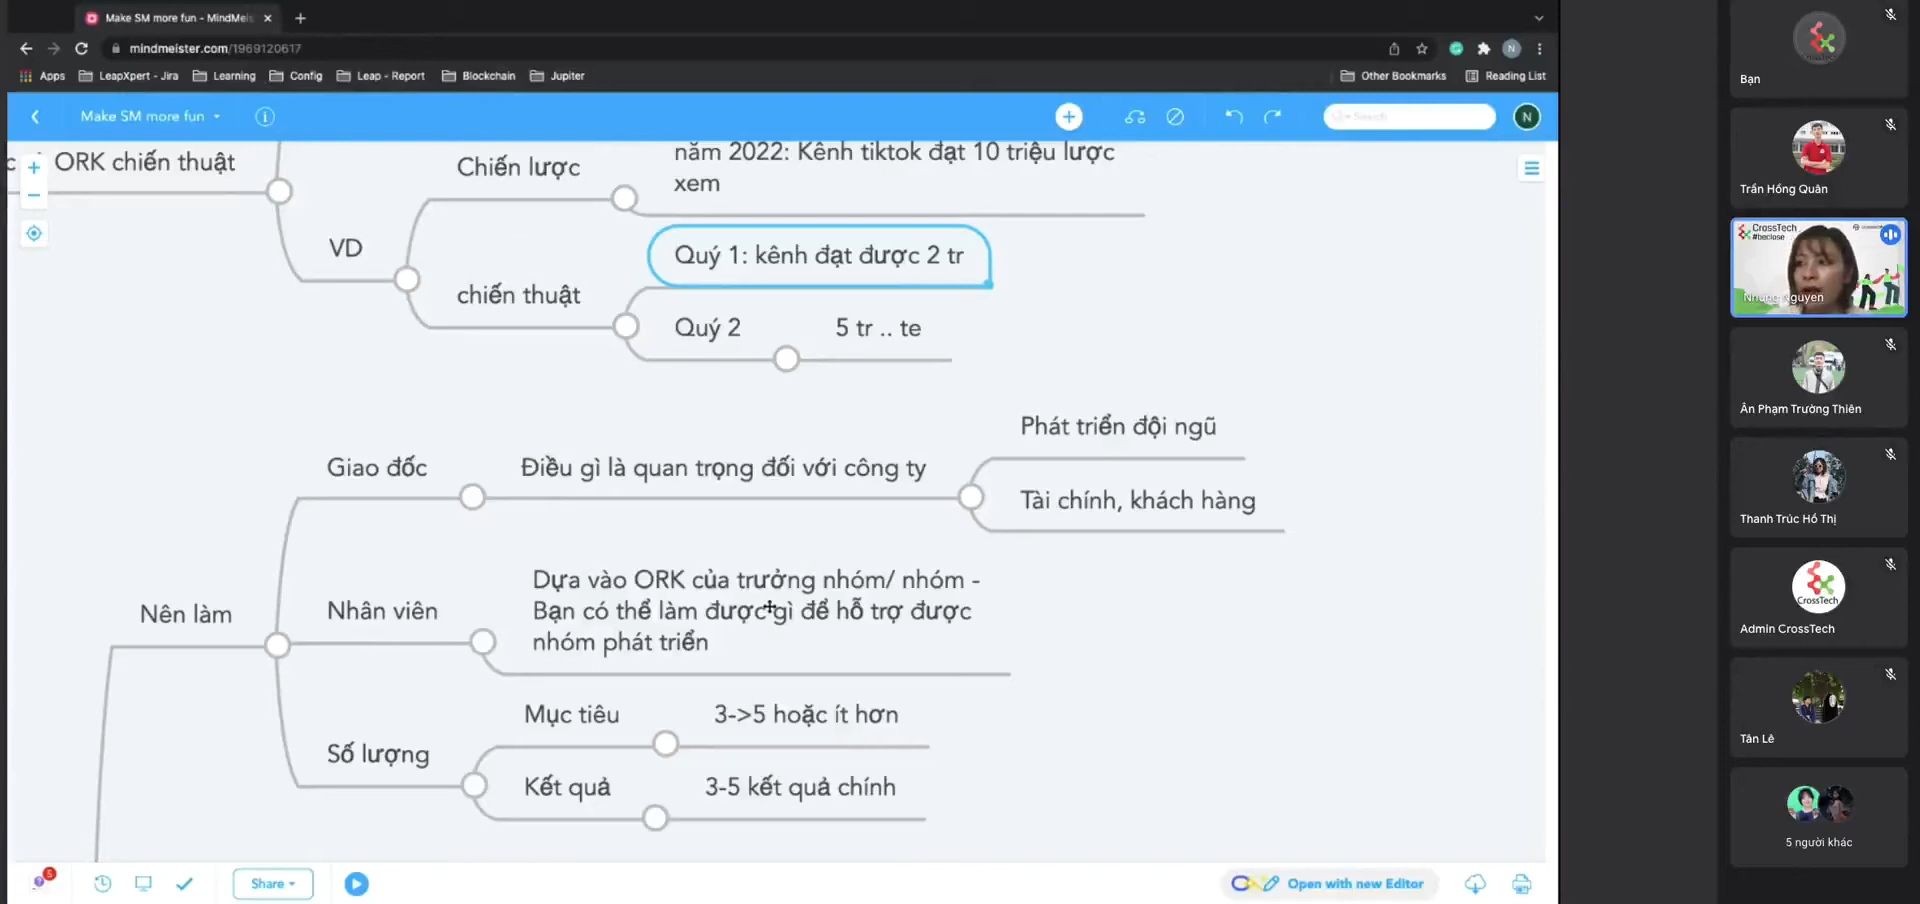 Make SM more fun - MindMeis
mindmeister.com/1969120617
N
Apps
LeapXpert - Jira
Learning
Config
Leap - Report
Blockchain
Jupiter
Other Bookmarks
Reading List
Make SM more fun
Search
N
ORK chiến thuật
VD
Chiến lược
năm 2022: Kênh tiktok đạt 10 triệu lược
xem
chiến thuật
Quý 1: kênh đạt được 2 tr
Quý 2
5 tr .. te
Nên làm
Giao đốc
Điều gì là quan trọng đối với công ty
Phát triển đội ngũ
Tài chính, khách hàng
Nhân viên
Dựa vào ORK của trưởng nhóm/ nhóm -
Bạn có thể làm được gì để hỗ trợ được
nhóm phát triển
Số lượng
Mục tiêu
3->5 hoặc ít hơn
Kết quả
3-5 kết quả chính
5
Share
Open with new Editor
Bạn
Trần Hồng Quân
CrossTech
#beclose
Nhung Nguyen
Ân Phạm Trường Thiên
Thanh Trúc Hồ Thị
CrossTech
Admin CrossTech
Tân Lê
5 người khác